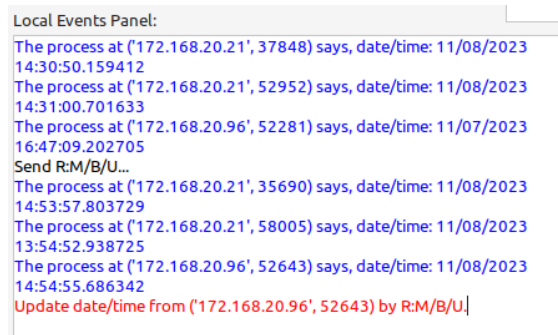 Local Events Panel:
The process at ('172.168.20.21', 37848) says, date/time: 11/08/2023
14:30:50.159412
The process at ('172.168.20.21', 52952) says, date/time: 11/08/2023
14:31:00.701633
The process at ('172.168.20.96', 52281) says, date/time: 11/07/2023
16:47:09.202705
Send R:M/B/U...
The process at ('172.168.20.21', 35690) says, date/time: 11/08/2023
14:53:57.803729
The process at ('172.168.20.21', 58005) says, date/time: 11/08/2023
13:54:52.938725
The process at ('172.168.20.96', 52643) says, date/time: 11/08/2023
14:54:55.686342
Update date/time from ('172.168.20.96', 52643) by R:M/B/U.